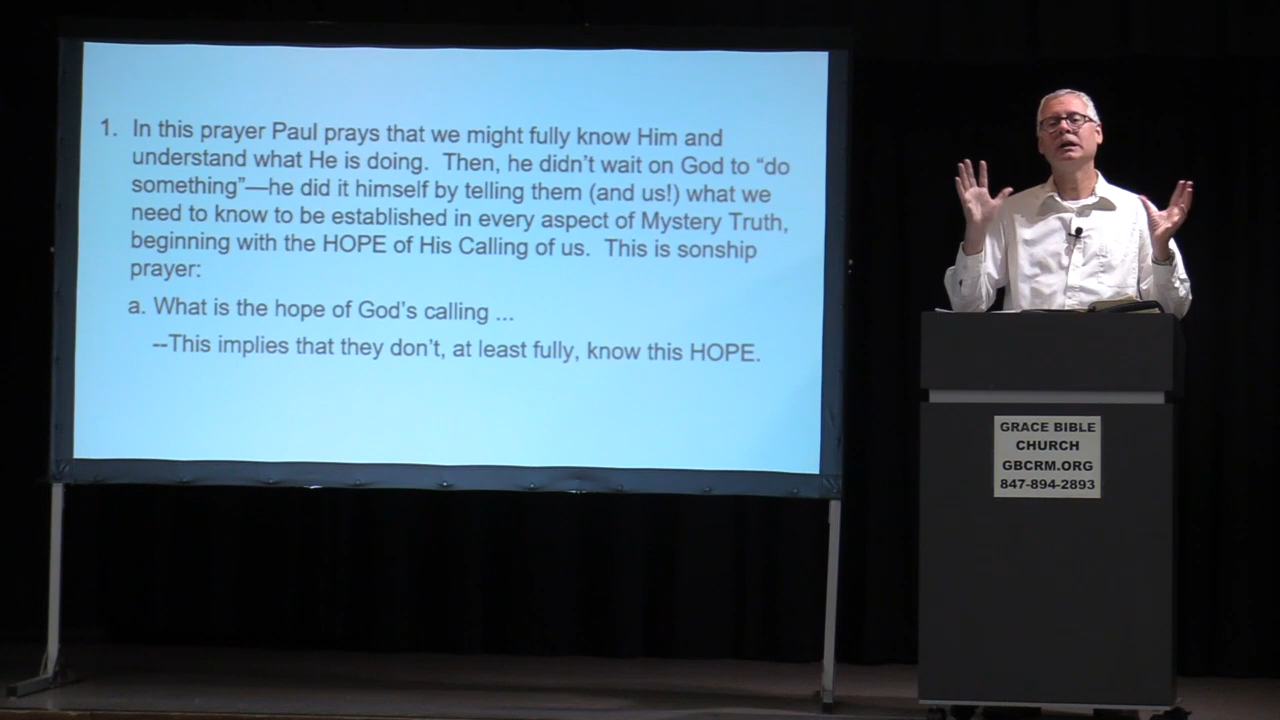 1. In this prayer Paul prays that we might fully know Him and
understand what He is doing.  Then, he didn't wait on God to "do
something"—he did it himself by telling them (and us!) what we
need to know to be established in every aspect of Mystery Truth,
beginning with the HOPE of His Calling of us.  This is sonship
prayer:
a. What is the hope of God's calling ...
--This implies that they don't, at least fully, know this HOPE.
GRACE BIBLE
CHURCH
GBCRM.ORG
847-894-2893